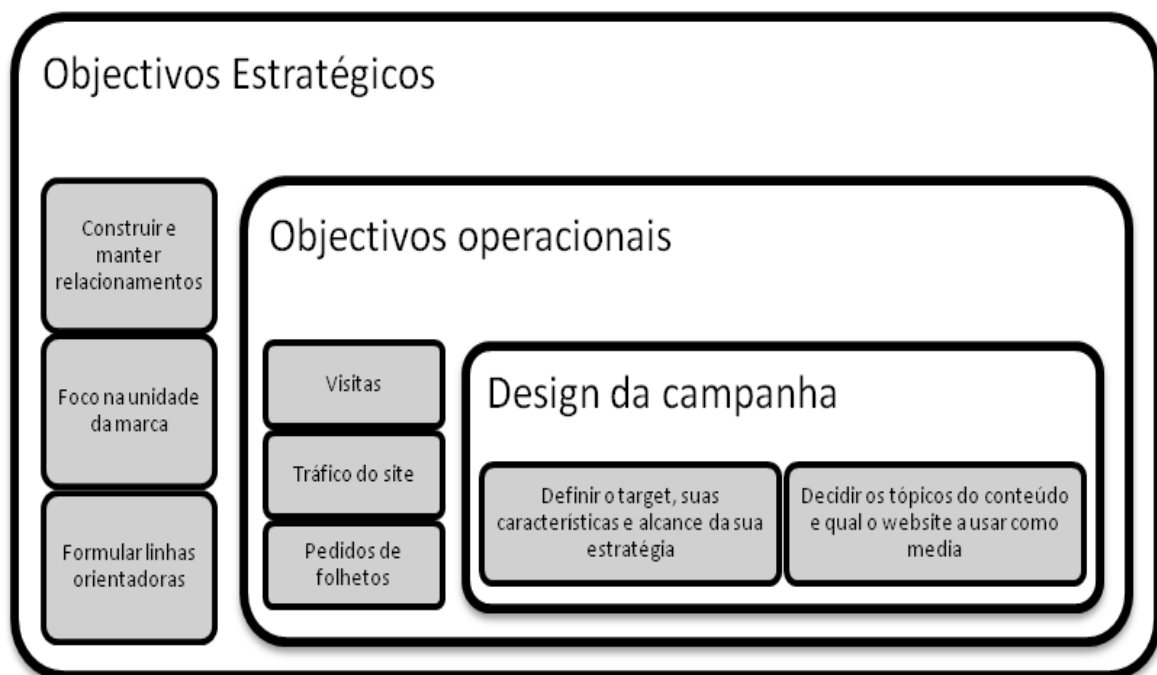 Objectivos Estratégicos
Construir e
manter
relacionamentos
Foco na unidade
da marca
Formular linhas
orientadoras
Objectivos operacionais
Visitas
Tráfico do site
Pedidos de
folhetos
Design da campanha
Definir o target, suas
características e alcance da sua
estratégia
Decidir os tópicos do conteúdo
e qual o website a usar como
media